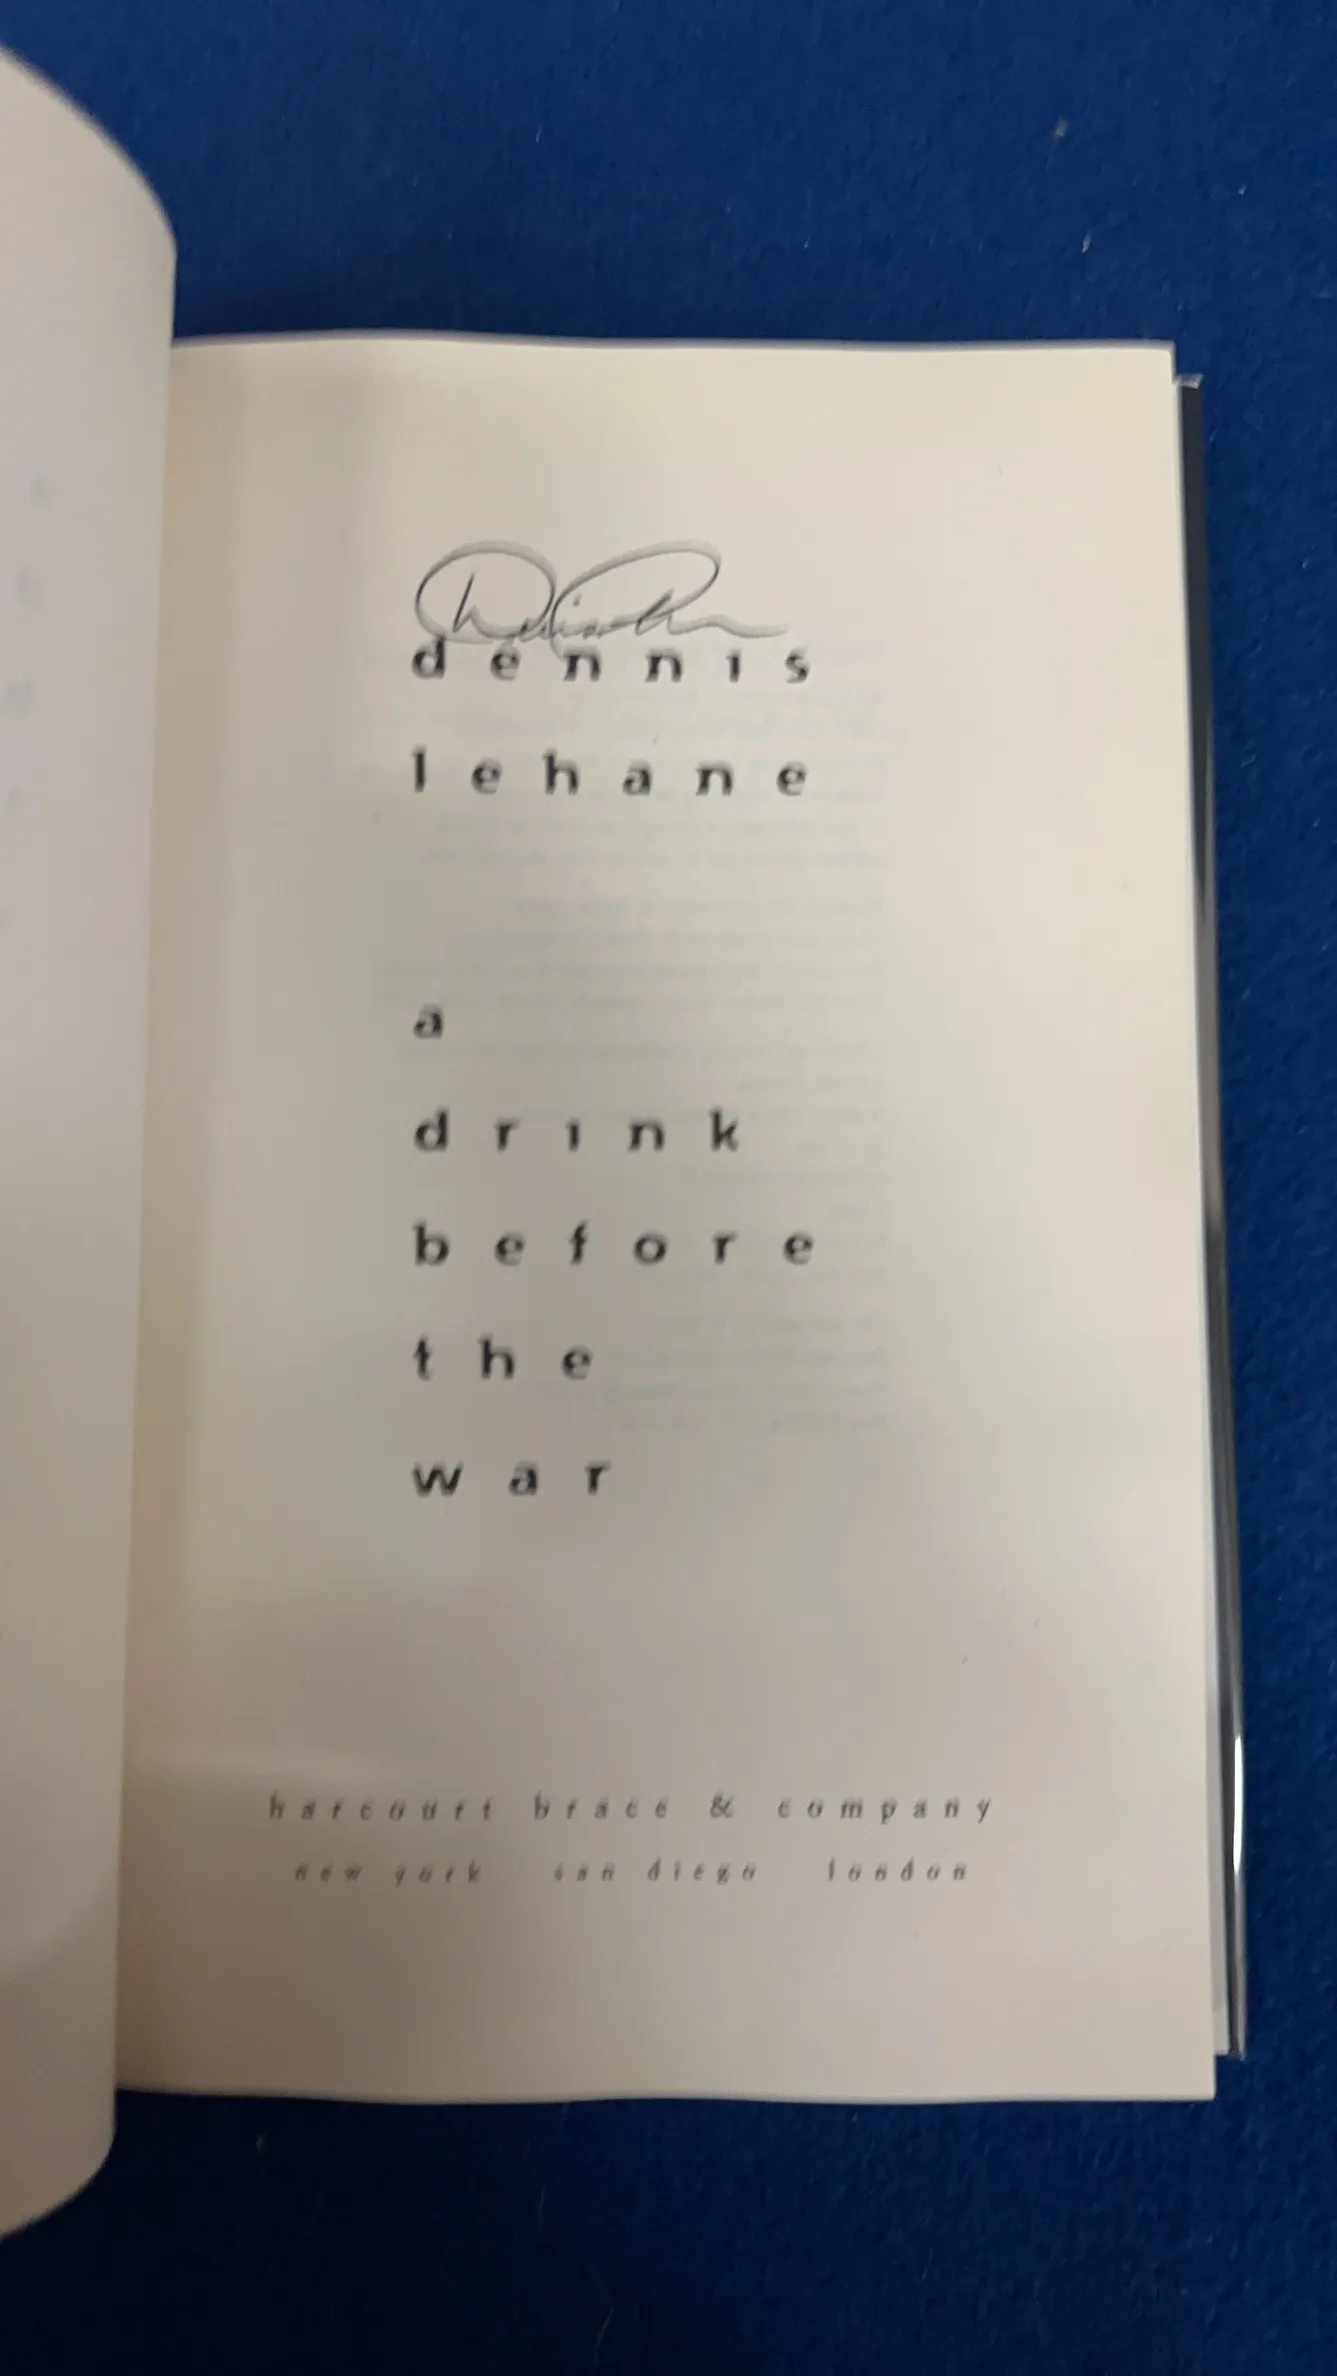 dennis
lehane
a
drink
before
the
war
harcourt brace & company
new york san diego london